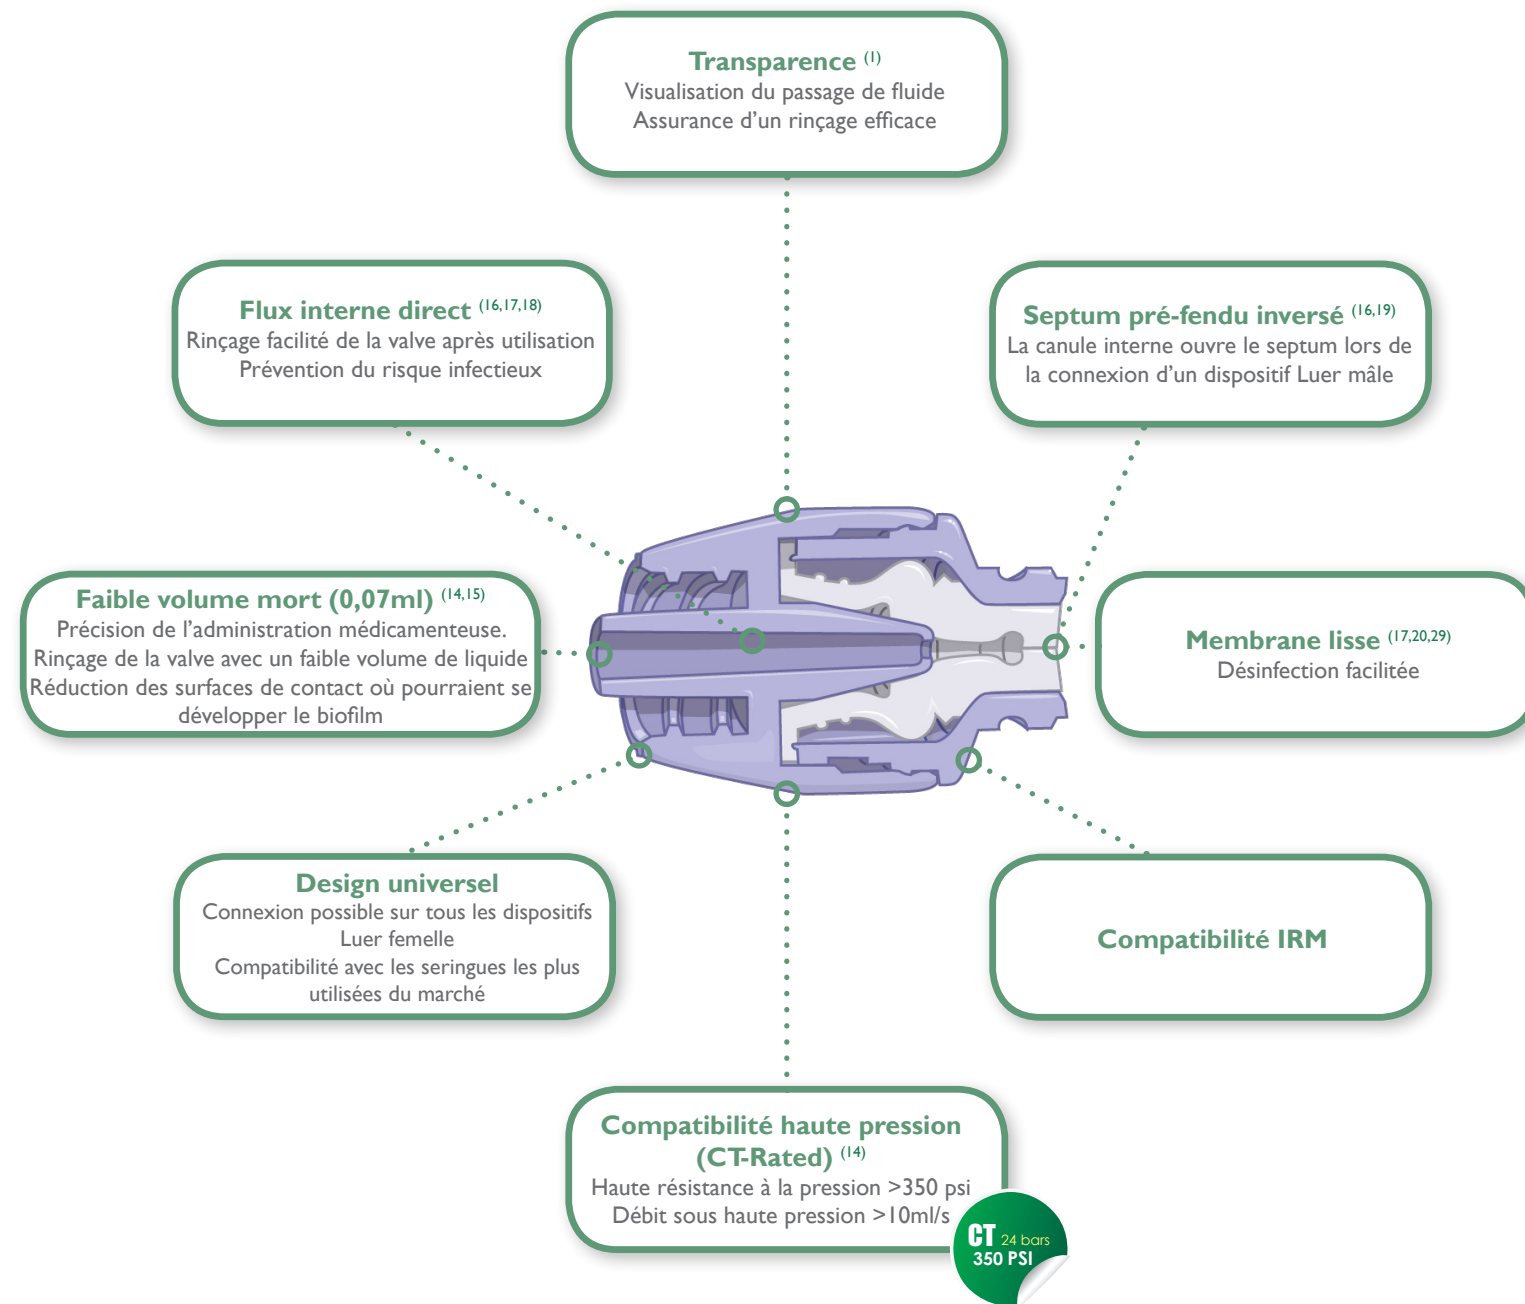 Transparence (1)
Visualisation du passage de fluide
Assurance d'un rinçage efficace
Flux interne direct (16,17,18)
Rinçage facilité de la valve après utilisation
Prévention du risque infectieux
Septum pré-fendu inversé (16,19)
La canule interne ouvre le septum lors de
la connexion d'un dispositif Luer mâle
Faible volume mort (0,07ml) (14,15)
Précision de l'administration médicamenteuse.
Rinçage de la valve avec un faible volume de liquide
Réduction des surfaces de contact où pourraient se
développer le biofilm
Membrane lisse (17,20,29)
Désinfection facilitée
Design universel
Connexion possible sur tous les dispositifs
Luer femelle
Compatibilité avec les seringues les plus
utilisées du marché
Compatibilité IRM
Compatibilité haute pression
(CT-Rated) (14)
Haute résistance à la pression >350 psi
Débit sous haute pression >10ml/s
CT 24 bars
350 PSI